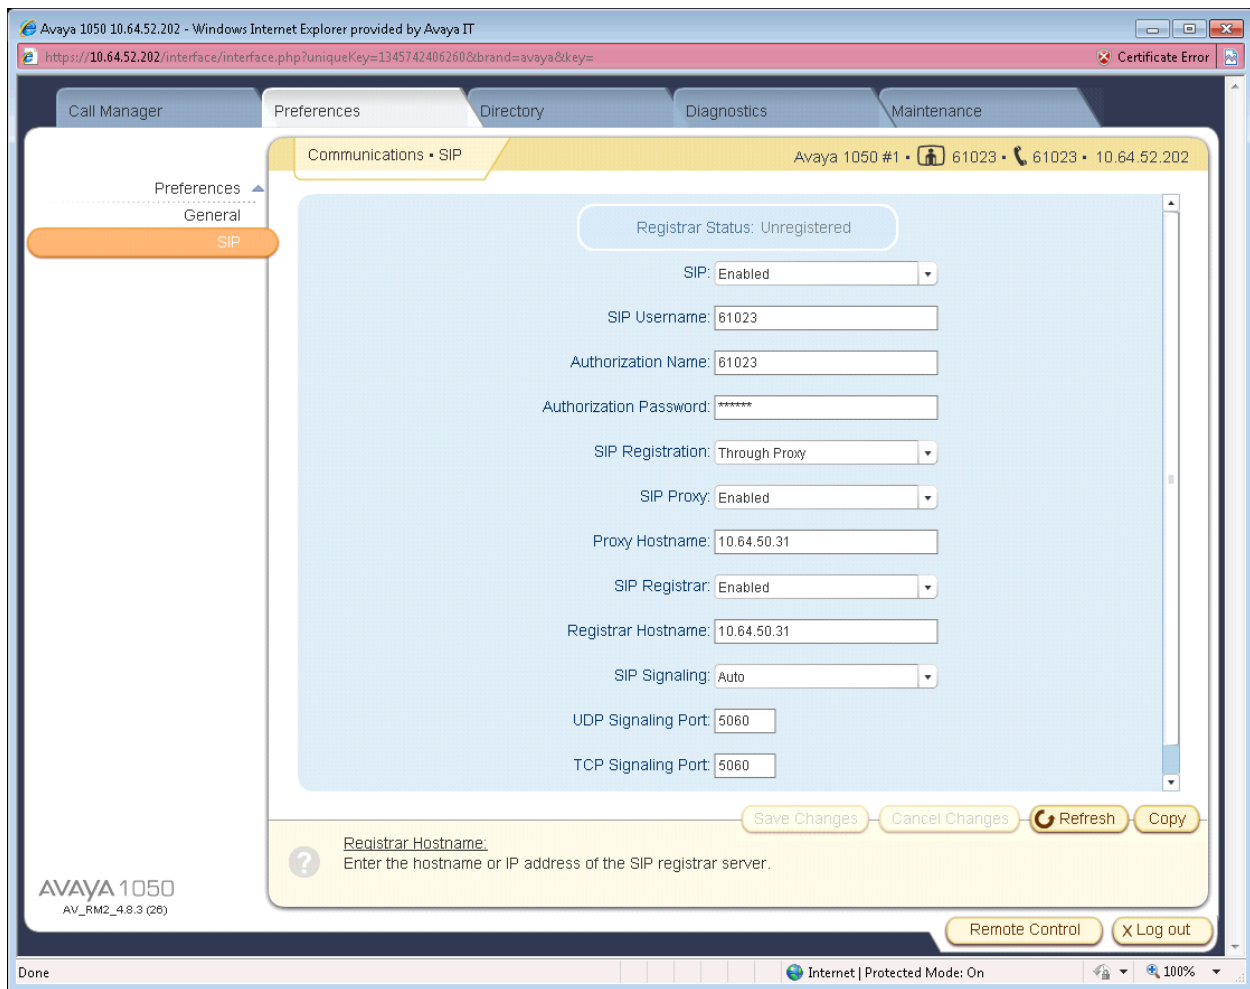 Avaya 1050 10.64.52.202 - Windows Internet Explorer provided by Avaya IT
https://10.64.52.202/interface/interface.php?uniqueKey=1345742406260&brand=avaya&key= Certificate Error
Call Manager Preferences Directory Diagnostics Maintenance
Communications • SIP Avaya 1050 #1 • 61023 • 61023 • 10.64.52.202
Preferences
General
SIP
Registrar Status: Unregistered
SIP: Enabled
SIP Username: 61023
Authorization Name: 61023
Authorization Password: ******
SIP Registration: Through Proxy
SIP Proxy: Enabled
Proxy Hostname: 10.64.50.31
SIP Registrar: Enabled
Registrar Hostname: 10.64.50.31
SIP Signaling: Auto
UDP Signaling Port: 5060
TCP Signaling Port: 5060
Save Changes Cancel Changes Refresh Copy
Registrar Hostname:
Enter the hostname or IP address of the SIP registrar server.
AVAYA 1050
AV_RM2_4.8.3 (26)
Remote Control X Log out
Done Internet | Protected Mode: On 100%